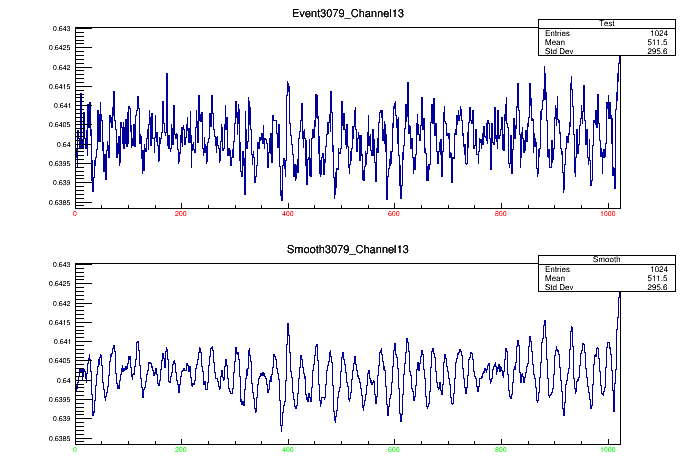 Event3079_Channel13
Test
Entries 1024
Mean 511.5
Std Dev 295.6
0.643
0.6425
0.642
0.6415
0.641
0.6405
0.64
0.6395
0.639
0.6385
0 200 400 600 800 1000
Smooth3079_Channel13
Smooth
Entries 1024
Mean 511.5
Std Dev 295.6
0.643
0.6425
0.642
0.6415
0.641
0.6405
0.64
0.6395
0.639
0.6385
0 200 400 600 800 1000